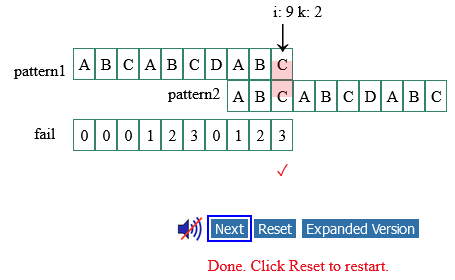 i: 9 k: 2
pattern1 A B C A B C D A B C
pattern2 A B C A B C D A B C
fail 0 0 0 1 2 3 0 1 2 3
✓
Next Reset Expanded Version
Done. Click Reset to restart.